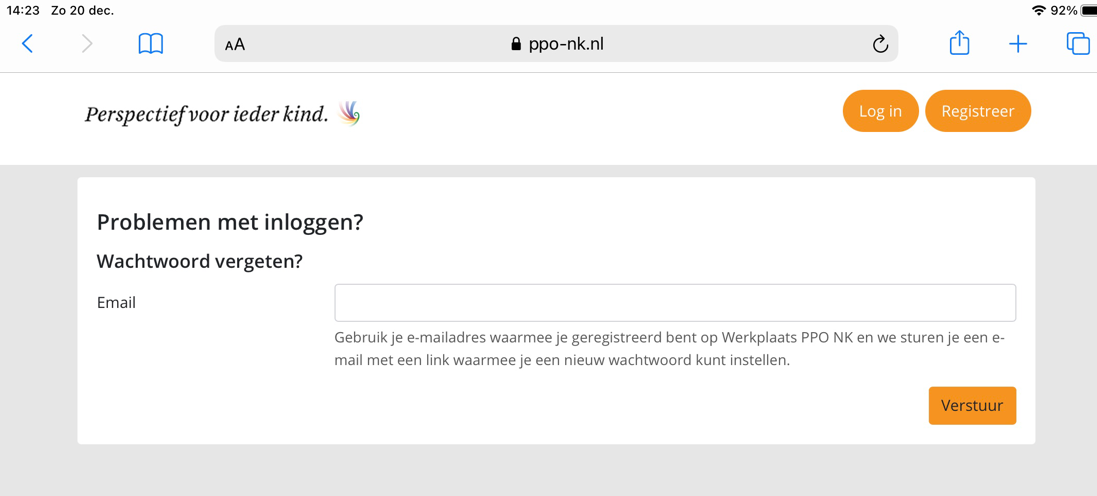 14:23 Zo 20 dec.
92%
AA
ppo-nk.nl
Perspectief voor ieder kind.
Log in
Registreer
Problemen met inloggen?
Wachtwoord vergeten?
Email
Gebruik je e-mailadres waarmee je geregistreerd bent op Werkplaats PPO NK en we sturen je een e-
mail met een link waarmee je een nieuw wachtwoord kunt instellen.
Verstuur